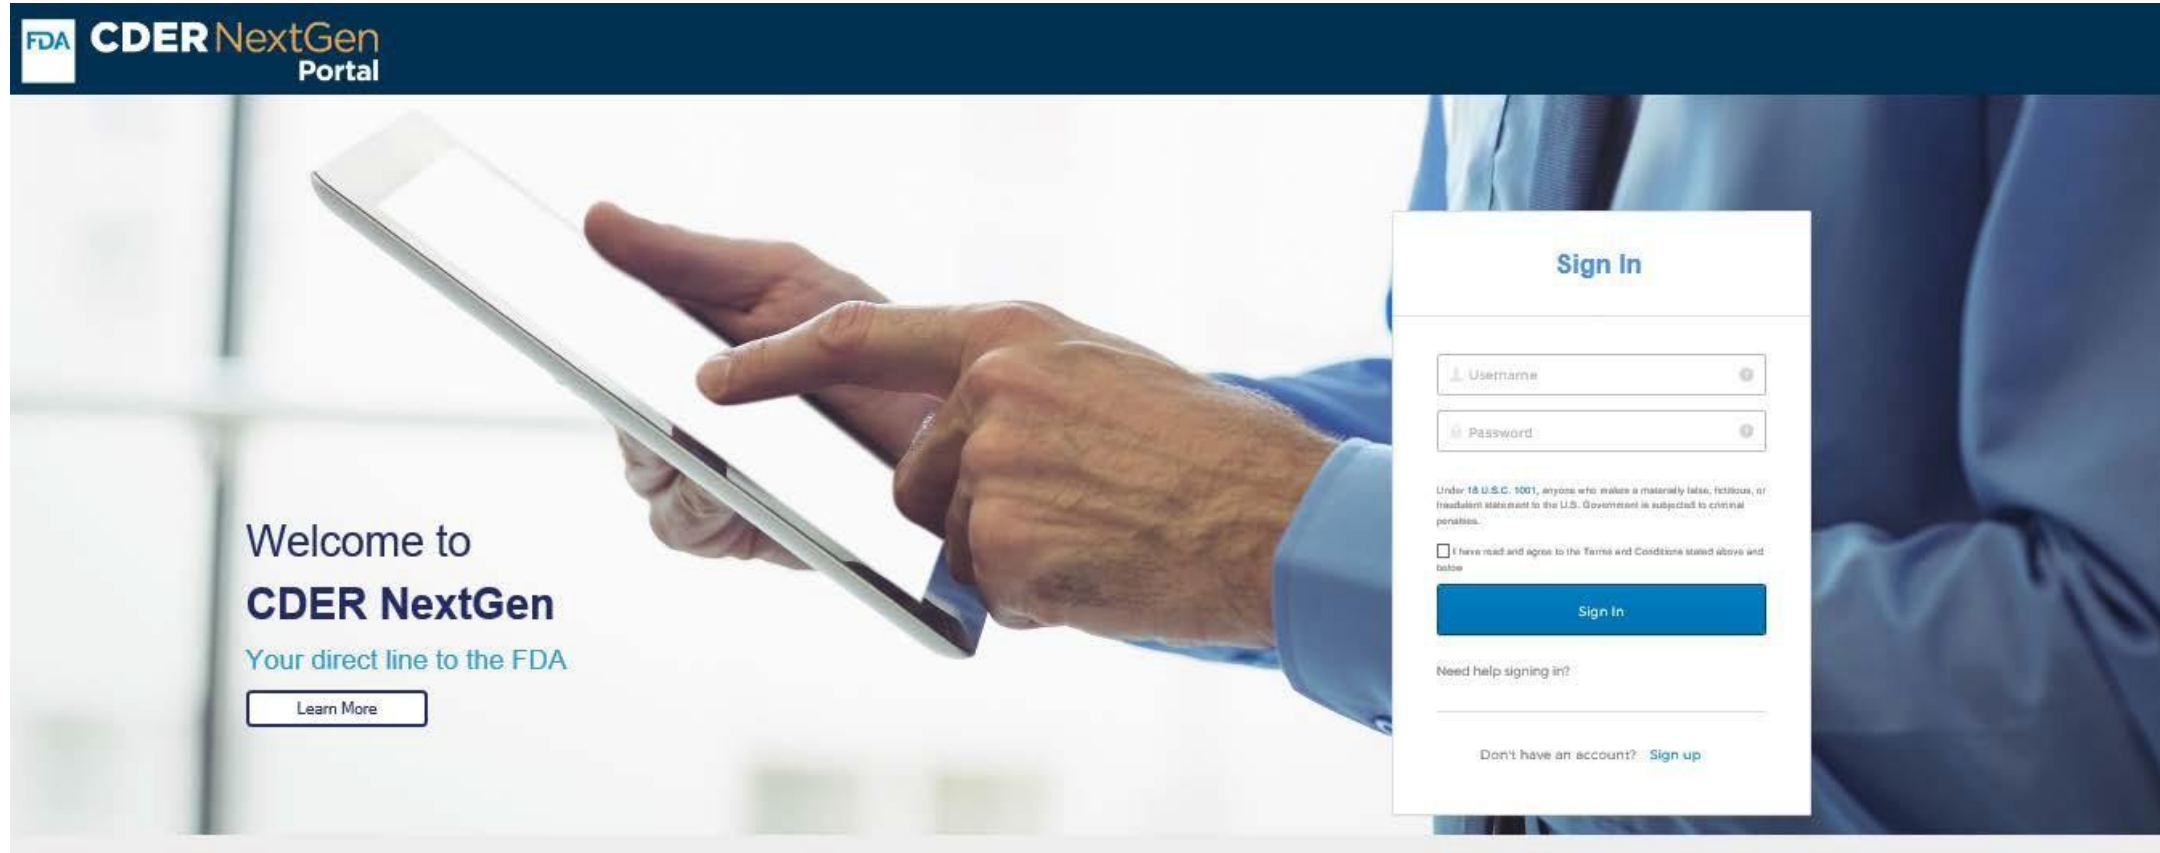 FDA CDER NextGen
Portal
Welcome to
CDER NextGen
Your direct line to the FDA
Learn More
Sign In
Username
Password
Under 18 U.S.C. 1001, anyone who makes a materially false, fictitious, or
fraudulent statement to the U.S. Government is subjected to criminal
penalties.
I have read and agree to the Terms and Conditions stated above and
below
Sign In
Need help signing in?
Don't have an account? Sign up